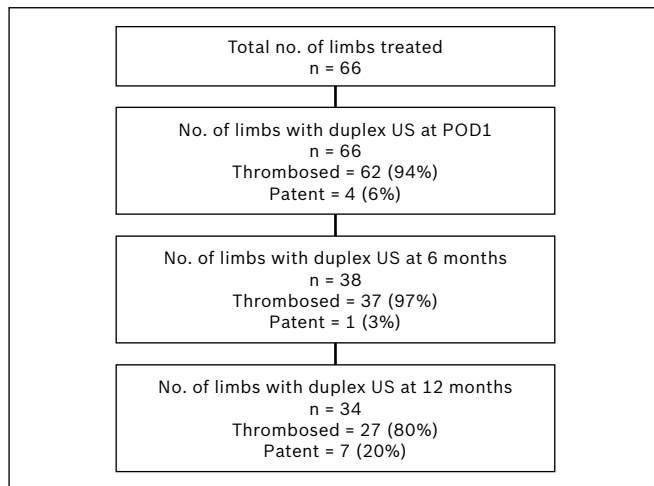 Total no. of limbs treated
n = 66
No. of limbs with duplex US at POD1
n = 66
Thrombosed = 62 (94%)
Patent = 4 (6%)
No. of limbs with duplex US at 6 months
n = 38
Thrombosed = 37 (97%)
Patent = 1 (3%)
No. of limbs with duplex US at 12 months
n = 34
Thrombosed = 27 (80%)
Patent = 7 (20%)